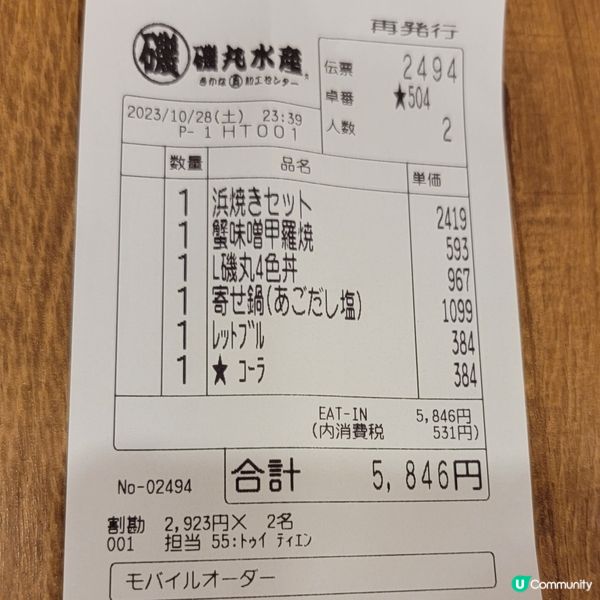 再発行
磯 磯丸水産
伝票 2494
卓番 ★504
人数 2
2023/10/28(土) 23:39
P- 1HT001
数量 品名 単価
1 浜焼きセット 2419
1 蟹味噌甲羅焼 593
1 L磯丸4色丼 967
1 寄せ鍋(あごだし塩) 1099
1 ﾚｯﾄﾞﾌﾞﾙ 384
1 ★ ｺｰﾗ 384
EAT-IN 5,846円
(内消費税 531円)
合計 5,846円
No-02494
割勘 2,923円× 2名
001 担当 55:ﾄｩｲ ﾃｨｴﾝ
モバイルオーダー
U Community